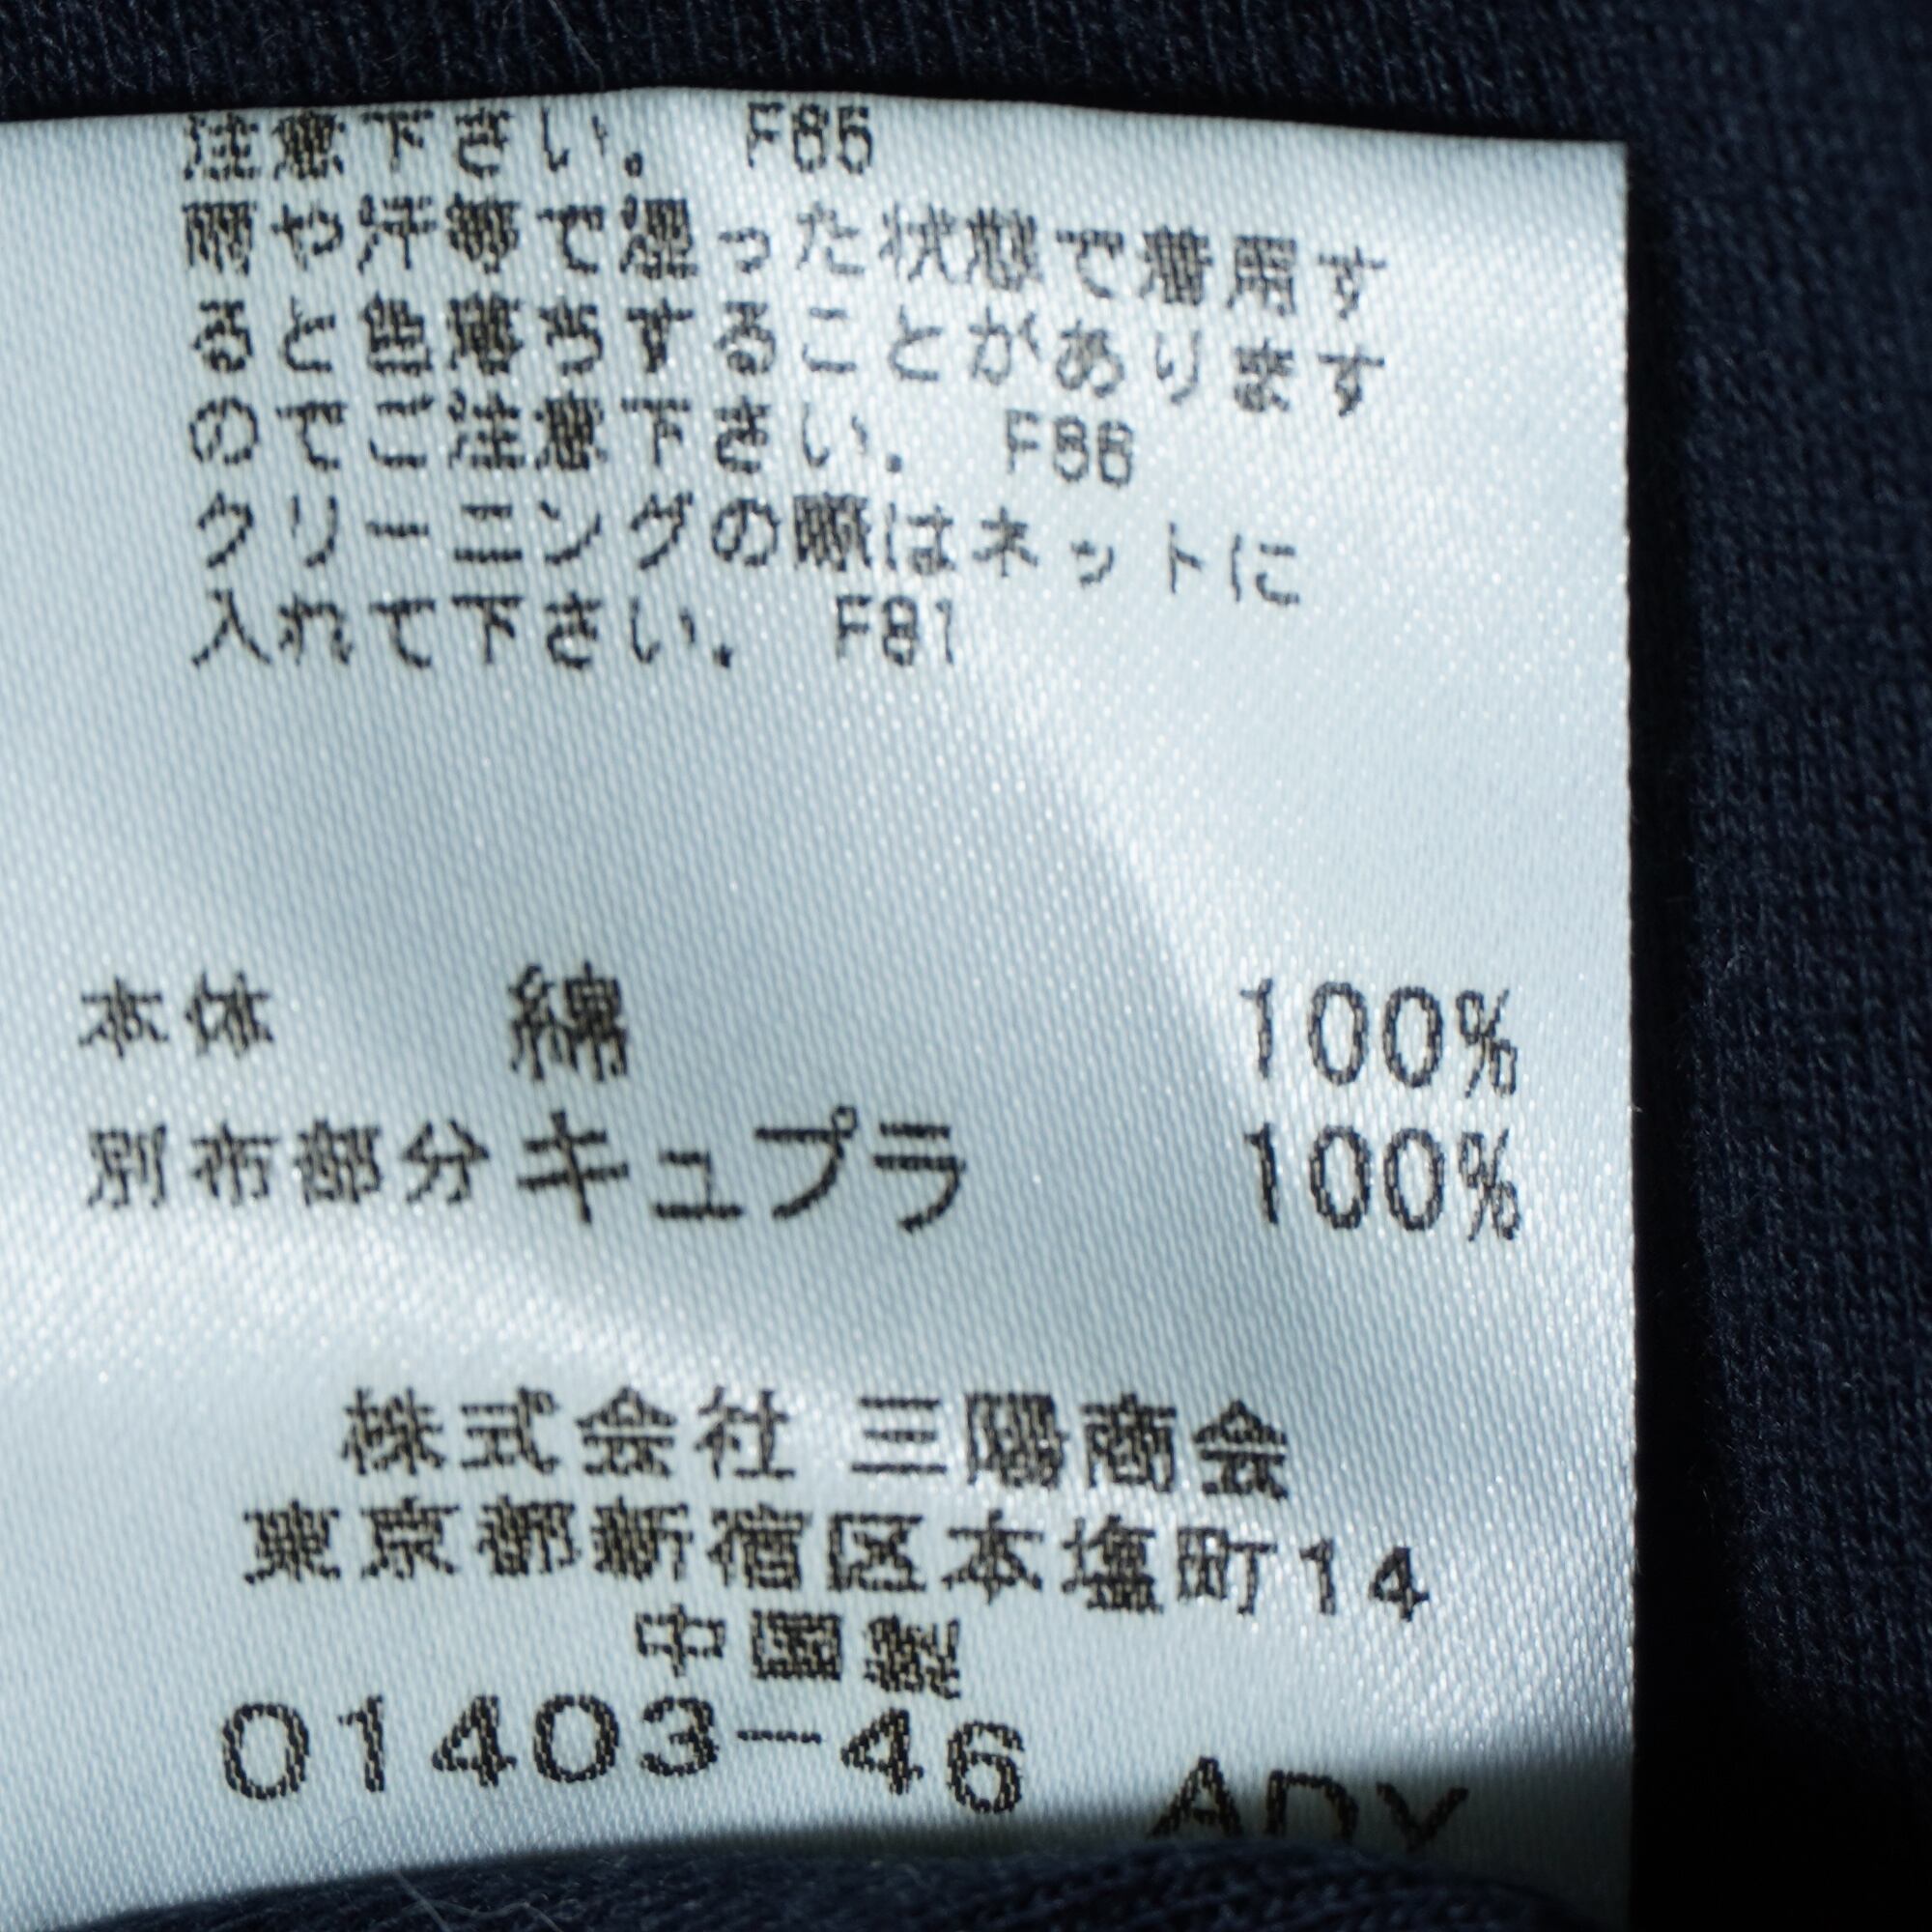 注意下さい。 F65
雨や汗等で湿った状態で着用す
ると色落ちすることがあります
のでご注意下さい。 F66
クリーニングの際はネットに
入れて下さい。 F81
本体 綿 100%
別布部分 キュプラ 100%
株式会社 三陽商会
東京都新宿区本塩町14
中国製
01403-46 ADY